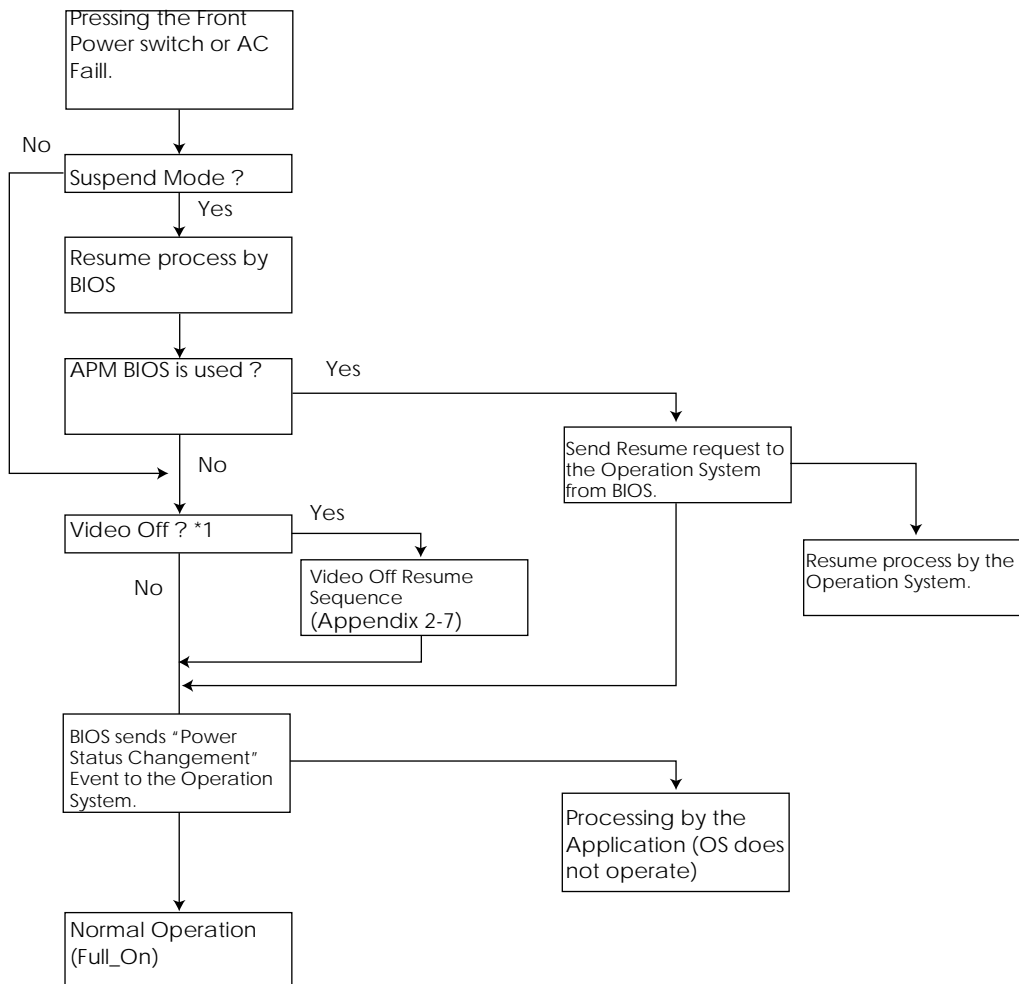 Pressing the Front
Power switch or AC
Faill.
No
Suspend Mode ?
Yes
Resume process by
BIOS
APM BIOS is used ?
Yes
No
Send Resume request to
the Operation System
from BIOS.
Video Off ? *1
Yes
Resume process by the
Operation System.
No
Video Off Resume
Sequence
(Appendix 2-7)
BIOS sends “Power
Status Changement”
Event to the Operation
System.
Processing by the
Application (OS does
not operate)
Normal Operation
(Full_On)